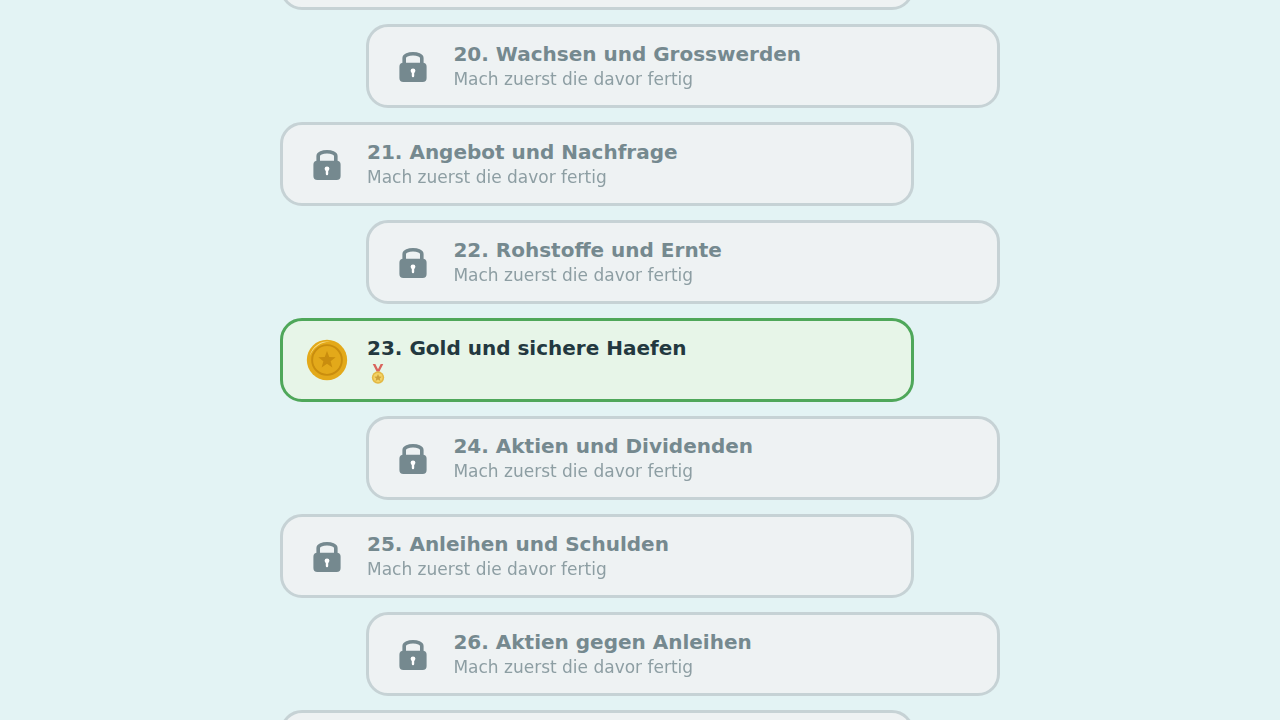 20. Wachsen und Grosswerden
Mach zuerst die davor fertig
21. Angebot und Nachfrage
Mach zuerst die davor fertig
22. Rohstoffe und Ernte
Mach zuerst die davor fertig
23. Gold und sichere Haefen
24. Aktien und Dividenden
Mach zuerst die davor fertig
25. Anleihen und Schulden
Mach zuerst die davor fertig
26. Aktien gegen Anleihen
Mach zuerst die davor fertig